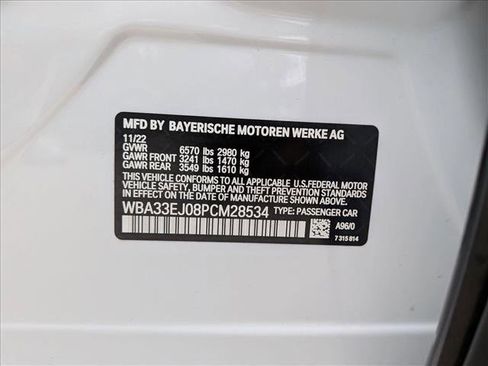 MFD BY BAYERISCHE MOTOREN WERKE AG
11/22
GVWR 6570 lbs 2980 kg
GAWR FRONT 3241 lbs 1470 kg
GAWR REAR 3549 lbs 1610 kg
THIS VEHICLE CONFORMS TO ALL APPLICABLE U.S.FEDERAL MOTOR
VEHICLE SAFETY, BUMPER, AND THEFT PREVENTION STANDARDS
IN EFFECT ON THE DATE OF MANUFACTURE SHOWN ABOVE.
WBA33EJ08PCM28534 TYPE: PASSENGER CAR
A96/0
7 315 814